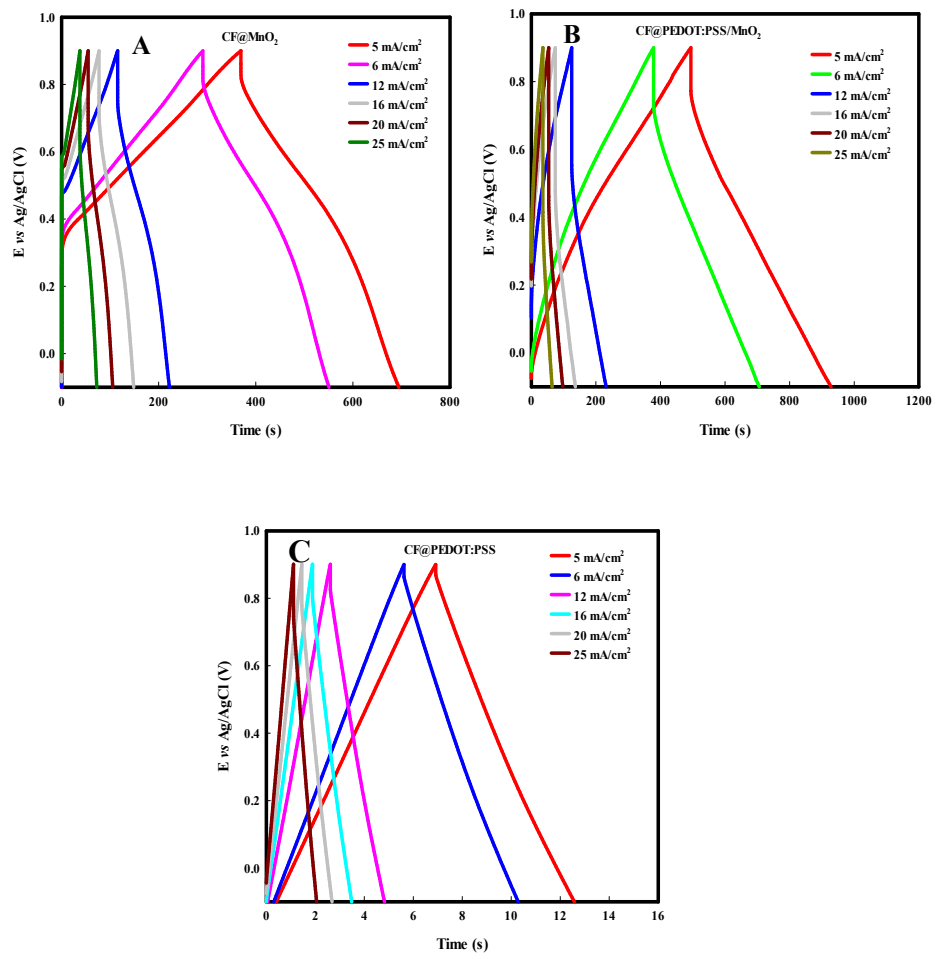 A
CF@MnO2
5 mA/cm2
6 mA/cm2
12 mA/cm2
16 mA/cm2
20 mA/cm2
25 mA/cm2
1.0
0.8
0.6
0.4
0.2
0.0
E vs Ag/AgCl (V)
0 200 400 600 800
Time (s)
B
CF@PEDOT:PSS/MnO2
5 mA/cm2
6 mA/cm2
12 mA/cm2
16 mA/cm2
20 mA/cm2
25 mA/cm2
1.0
0.8
0.6
0.4
0.2
0.0
E vs Ag/AgCl (V)
0 200 400 600 800 1000 1200
Time (s)
C
CF@PEDOT:PSS
5 mA/cm2
6 mA/cm2
12 mA/cm2
16 mA/cm2
20 mA/cm2
25 mA/cm2
1.0
0.8
0.6
0.4
0.2
0.0
E vs Ag/AgCl (V)
0 2 4 6 8 10 12 14 16
Time (s)